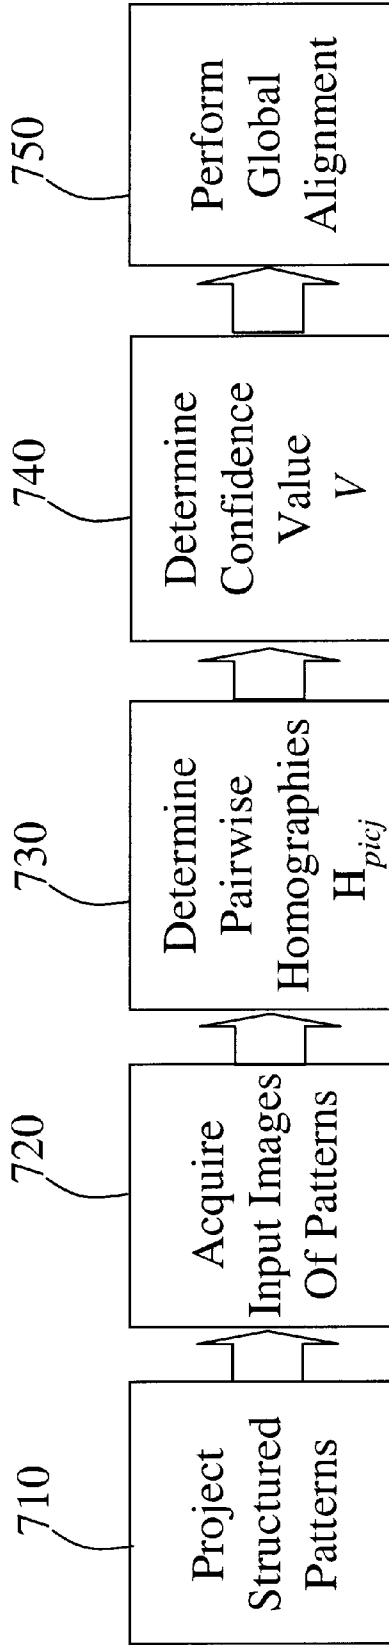 710
Project
Structured
Patterns
720
Acquire
Input Images
Of Patterns
730
Determine
Pairwise
Homographies
H_picj
740
Determine
Confidence
Value
V
750
Perform
Global
Alignment